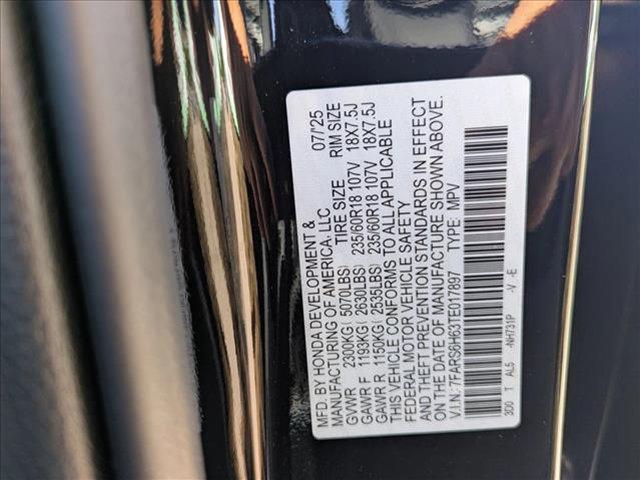 MFD. BY HONDA DEVELOPMENT & 07/'25
MANUFACTURING OF AMERICA, LLC
TIRE SIZE RIM SIZE
GVWR 2300KG( 5070LBS)
GAWR F 1193KG( 2630LBS) 235/60R18 107V 18X7.5J
GAWR R 1150KG( 2535LBS) 235/60R18 107V 18X7.5J
THIS VEHICLE CONFORMS TO ALL APPLICABLE
FEDERAL MOTOR VEHICLE SAFETY
AND THEFT PREVENTION STANDARDS IN EFFECT
ON THE DATE OF MANUFACTURE SHOWN ABOVE.
V.I.N.: 7FARS6H63TE017897 TYPE: MPV
300 T AL5 -NH731P -V -E